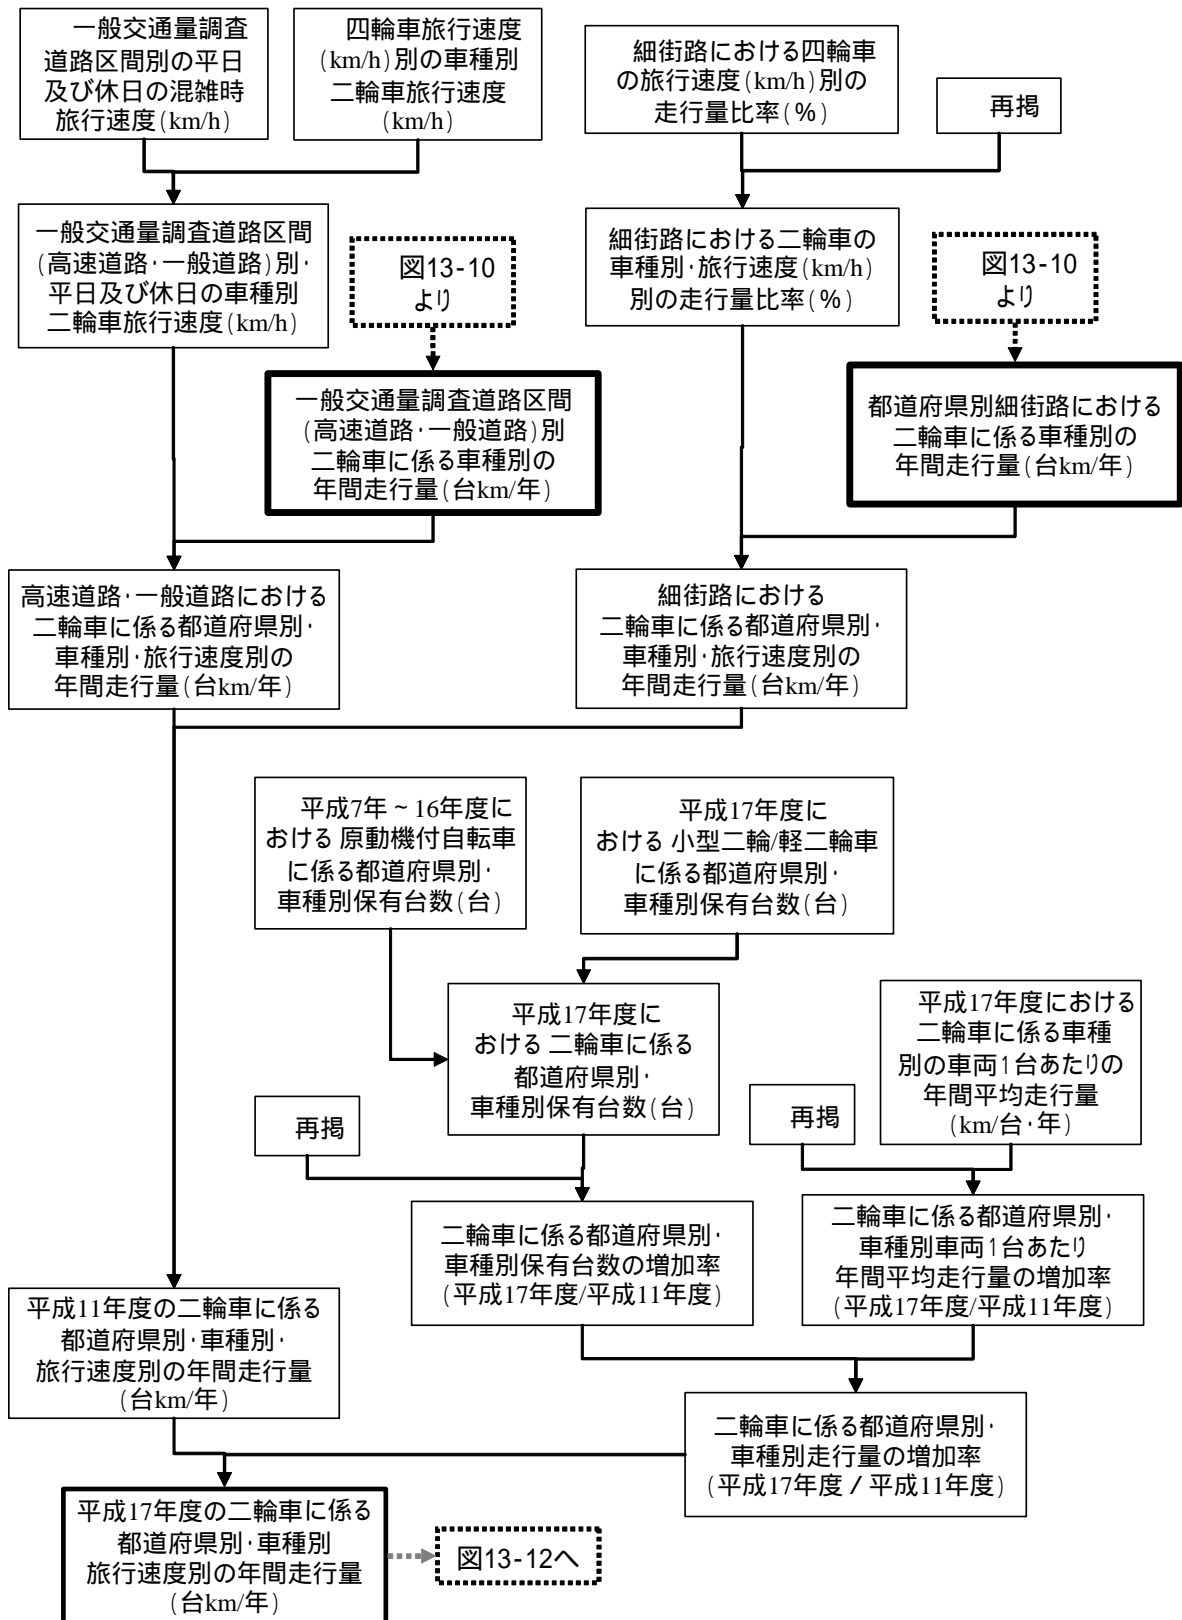 一般交通量調査
道路区間別の平日
及び休日の混雑時
旅行速度(km/h)
四輪車旅行速度
(km/h)別の車種別
二輪車旅行速度
(km/h)
細街路における四輪車
の旅行速度(km/h)別の
走行量比率(%)
再掲
一般交通量調査道路区間
(高速道路・一般道路)別・
平日及び休日の車種別
二輪車旅行速度(km/h)
図13-10
より
細街路における二輪車の
車種別・旅行速度(km/h)
別の走行量比率(%)
図13-10
より
一般交通量調査道路区間
(高速道路・一般道路)別
二輪車に係る車種別の
年間走行量(台km/年)
都道府県別細街路における
二輪車に係る車種別の
年間走行量(台km/年)
高速道路・一般道路における
二輪車に係る都道府県別・
車種別・旅行速度別の
年間走行量(台km/年)
細街路における
二輪車に係る都道府県別・
車種別・旅行速度別の
年間走行量(台km/年)
平成7年~16年度に
おける 原動機付自転車
に係る都道府県別・
車種別保有台数(台)
平成17年度に
おける 小型二輪/軽二輪車
に係る都道府県別・
車種別保有台数(台)
平成17年度に
おける 二輪車に係る
都道府県別・
車種別保有台数(台)
平成17年度における
二輪車に係る車種
別の車両1台あたりの
年間平均走行量
(km/台・年)
再掲
再掲
二輪車に係る都道府県別・
車種別保有台数の増加率
(平成17年度/平成11年度)
二輪車に係る都道府県別・
車種別車両1台あたり
年間平均走行量の増加率
(平成17年度/平成11年度)
平成11年度の二輪車に係る
都道府県別・車種別・
旅行速度別の年間走行量
(台km/年)
二輪車に係る都道府県別・
車種別走行量の増加率
(平成17年度/平成11年度)
平成17年度の二輪車に係る
都道府県別・車種別
旅行速度別の年間走行量
(台km/年)
図13-12へ